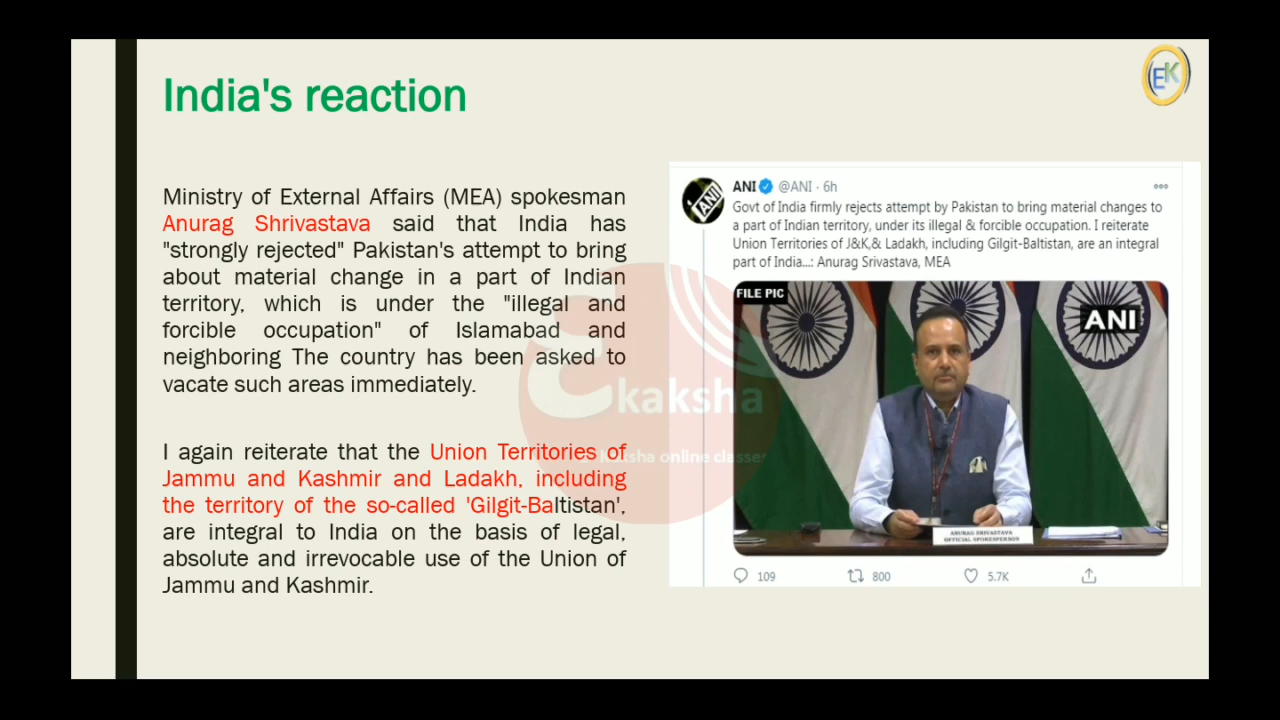 India's reaction
EK
Ministry of External Affairs (MEA) spokesman
Anurag Shrivastava said that India has
"strongly rejected" Pakistan's attempt to bring
about material change in a part of Indian
territory, which is under the "illegal and
forcible occupation" of Islamabad and
neighboring The country has been asked to
vacate such areas immediately.
I again reiterate that the Union Territories of
Jammu and Kashmir and Ladakh, including
the territory of the so-called 'Gilgit-Baltistan',
are integral to India on the basis of legal,
absolute and irrevocable use of the Union of
Jammu and Kashmir.
ANI @ANI · 6h
Govt of India firmly rejects attempt by Pakistan to bring material changes to
a part of Indian territory, under its illegal & forcible occupation. I reiterate
Union Territories of J&K,& Ladakh, including Gilgit-Baltistan, are an integral
part of India...: Anurag Srivastava, MEA
ANI
FILE PIC
ANI
ANURAG SRIVASTAVA
OFFICIAL SPOKESPERSON
109 800 5.7K
ekaksha
online classes